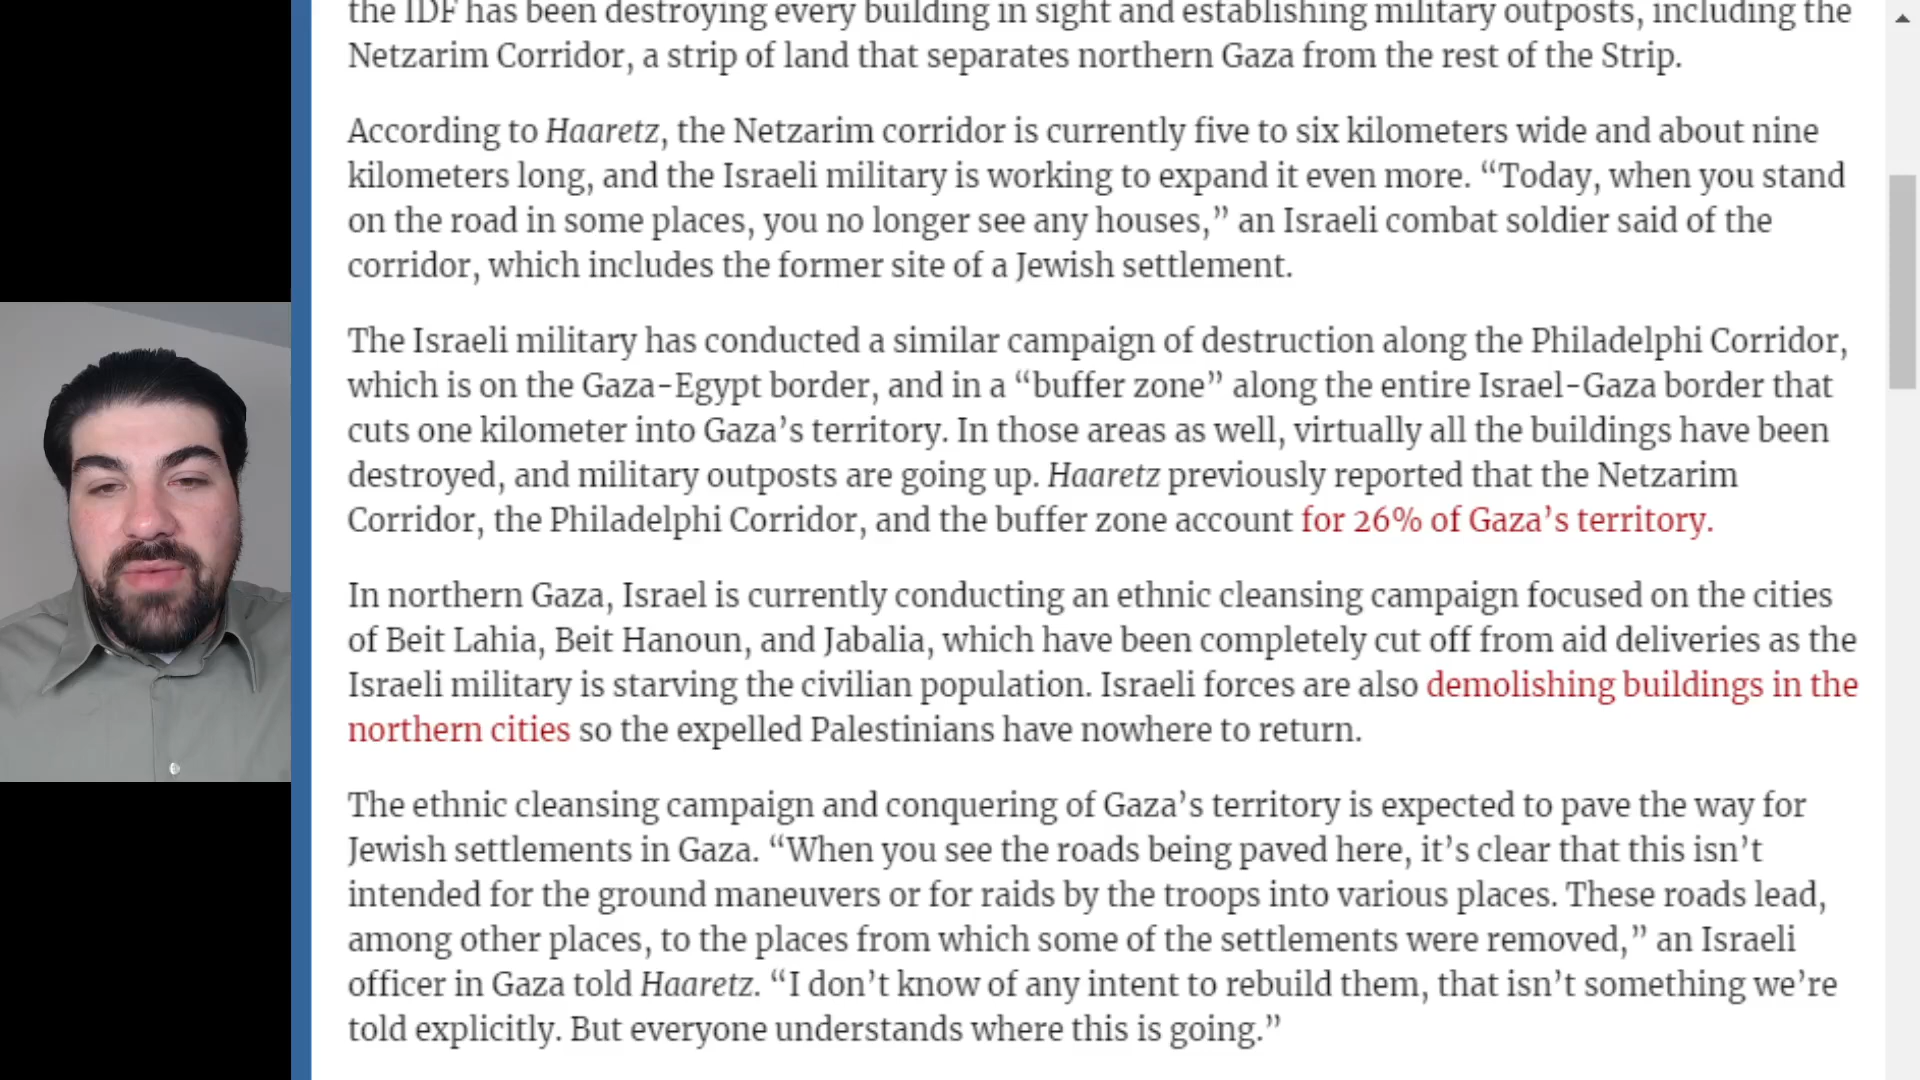 the IDF has been destroying every building in sight and establishing military outposts, including the
Netzarim Corridor, a strip of land that separates northern Gaza from the rest of the Strip.
According to Haaretz, the Netzarim corridor is currently five to six kilometers wide and about nine
kilometers long, and the Israeli military is working to expand it even more. “Today, when you stand
on the road in some places, you no longer see any houses,” an Israeli combat soldier said of the
corridor, which includes the former site of a Jewish settlement.
The Israeli military has conducted a similar campaign of destruction along the Philadelphi Corridor,
which is on the Gaza-Egypt border, and in a “buffer zone” along the entire Israel-Gaza border that
cuts one kilometer into Gaza’s territory. In those areas as well, virtually all the buildings have been
destroyed, and military outposts are going up. Haaretz previously reported that the Netzarim
Corridor, the Philadelphi Corridor, and the buffer zone account for 26% of Gaza’s territory.
In northern Gaza, Israel is currently conducting an ethnic cleansing campaign focused on the cities
of Beit Lahia, Beit Hanoun, and Jabalia, which have been completely cut off from aid deliveries as the
Israeli military is starving the civilian population. Israeli forces are also demolishing buildings in the
northern cities so the expelled Palestinians have nowhere to return.
The ethnic cleansing campaign and conquering of Gaza’s territory is expected to pave the way for
Jewish settlements in Gaza. “When you see the roads being paved here, it’s clear that this isn’t
intended for the ground maneuvers or for raids by the troops into various places. These roads lead,
among other places, to the places from which some of the settlements were removed,” an Israeli
officer in Gaza told Haaretz. “I don’t know of any intent to rebuild them, that isn’t something we’re
told explicitly. But everyone understands where this is going.”